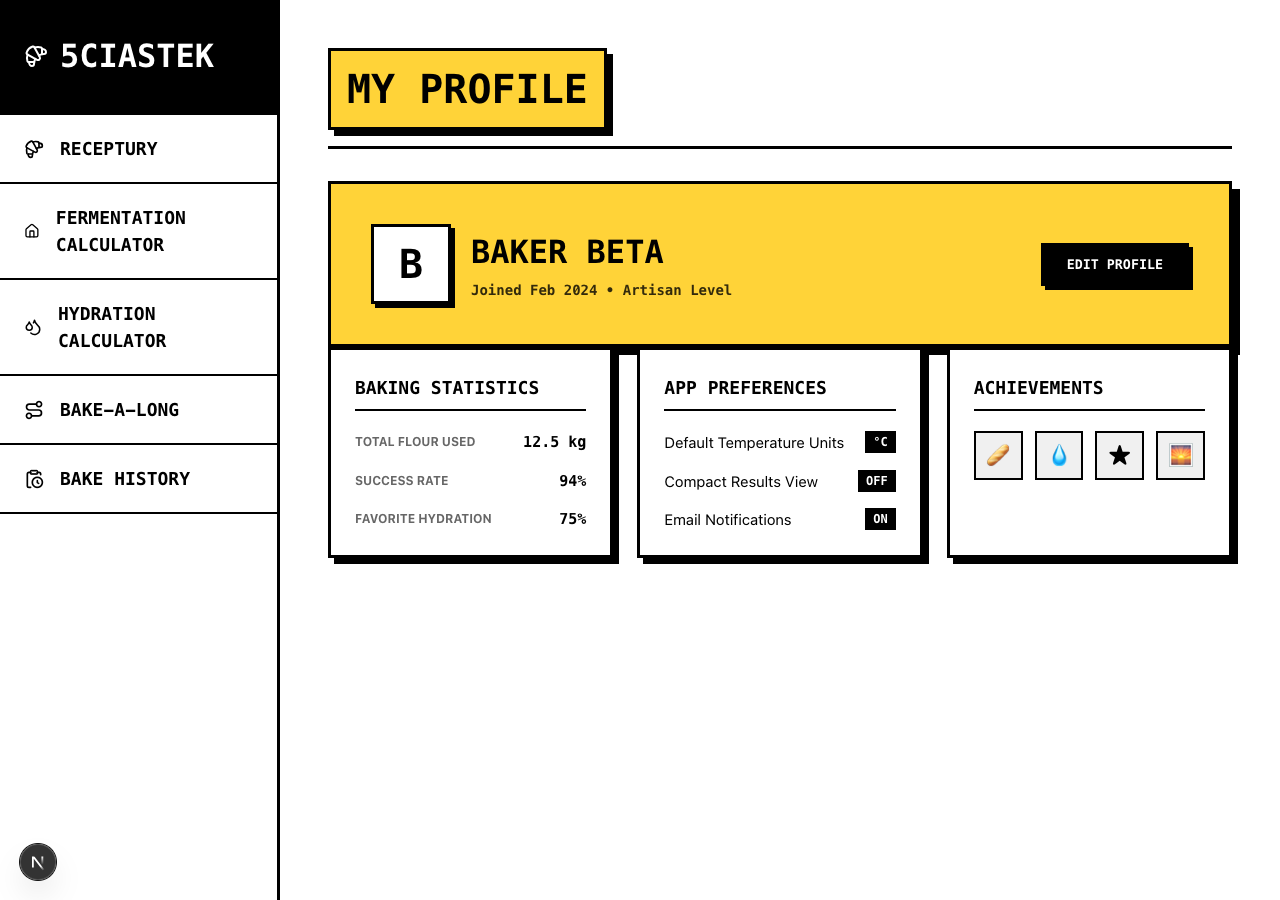 5CIASTEK
RECEPTURY
FERMENTATION
CALCULATOR
HYDRATION
CALCULATOR
BAKE-A-LONG
BAKE HISTORY
N
MY PROFILE
B
BAKER BETA
Joined Feb 2024 • Artisan Level
EDIT PROFILE
BAKING STATISTICS
TOTAL FLOUR USED 12.5 kg
SUCCESS RATE 94%
FAVORITE HYDRATION 75%
APP PREFERENCES
Default Temperature Units °C
Compact Results View OFF
Email Notifications ON
ACHIEVEMENTS